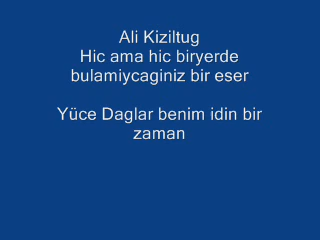 Ali Kiziltug
Hic ama hic biryerde
bulamiycaginiz bir eser
Yüce Daglar benim idin bir
zaman